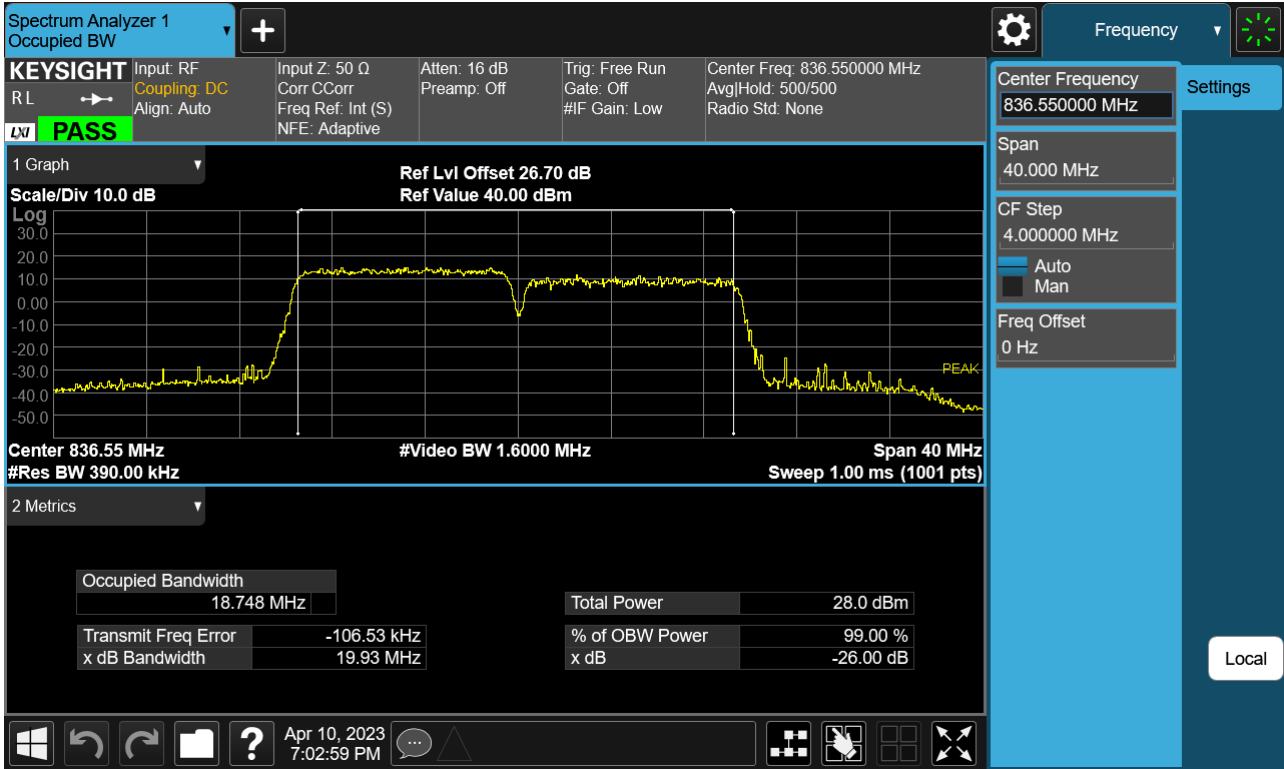 Spectrum Analyzer 1
Occupied BW
Frequency
KEYSIGHT
R L
LXI
PASS
Input: RF
Coupling: DC
Align: Auto
Input Z: 50 Ω
Corr CCorr
Freq Ref: Int (S)
NFE: Adaptive
Atten: 16 dB
Preamp: Off
Trig: Free Run
Gate: Off
#IF Gain: Low
Center Freq: 836.550000 MHz
Avg|Hold: 500/500
Radio Std: None
1 Graph
Scale/Div 10.0 dB
Ref Lvl Offset 26.70 dB
Ref Value 40.00 dBm
Log
30.0
20.0
10.0
0.00
-10.0
-20.0
-30.0
-40.0
-50.0
PEAK
Center 836.55 MHz
#Video BW 1.6000 MHz
Span 40 MHz
#Res BW 390.00 kHz
Sweep 1.00 ms (1001 pts)
2 Metrics
Occupied Bandwidth
18.748 MHz
Transmit Freq Error -106.53 kHz
x dB Bandwidth 19.93 MHz
Total Power 28.0 dBm
% of OBW Power 99.00 %
x dB -26.00 dB
Center Frequency
836.550000 MHz
Span
40.000 MHz
CF Step
4.000000 MHz
Auto
Man
Freq Offset
0 Hz
Settings
Local
?
Apr 10, 2023
7:02:59 PM